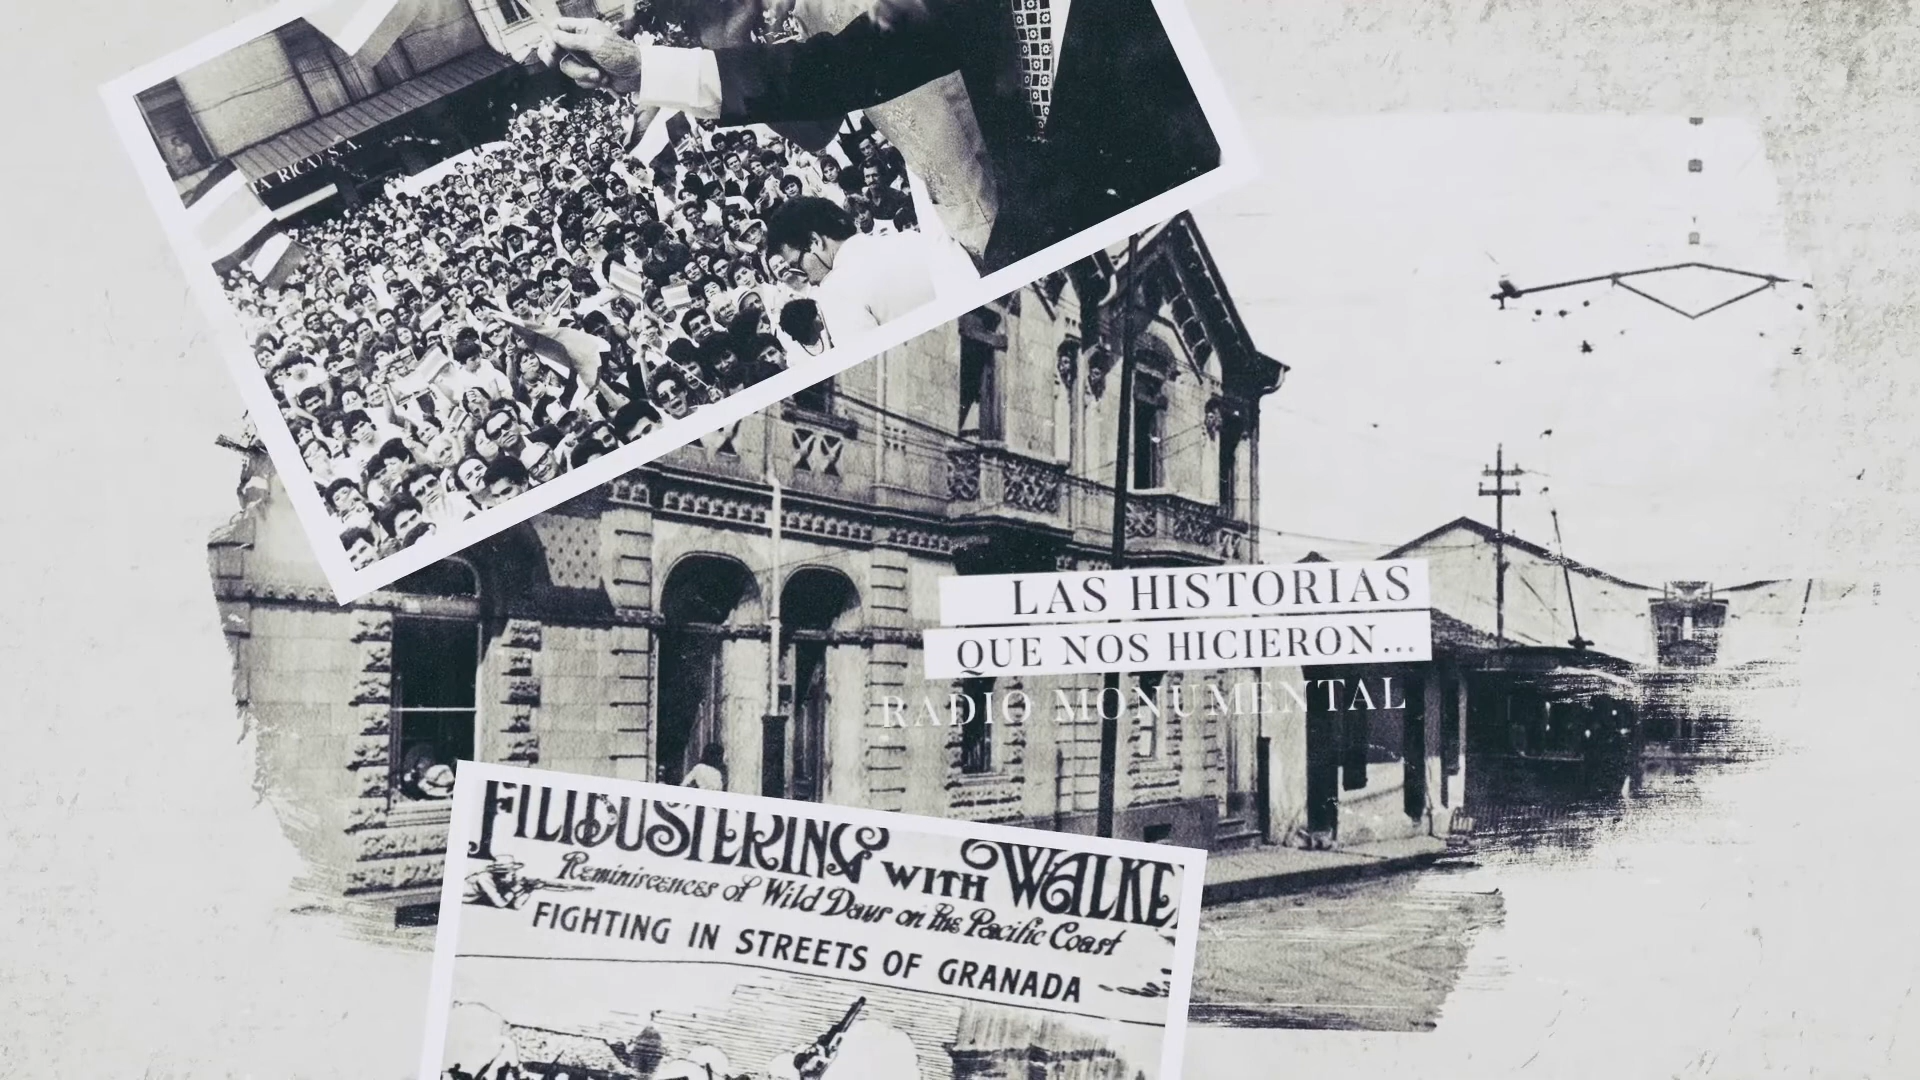 TA RICA) S.A.
LAS HISTORIAS
QUE NOS HICIERON...
RADIO MONUMENTAL
FILIBUSTERING WITH WALKE
Reminiscences of Wild Days on the Pacific Coast
FIGHTING IN STREETS OF GRANADA